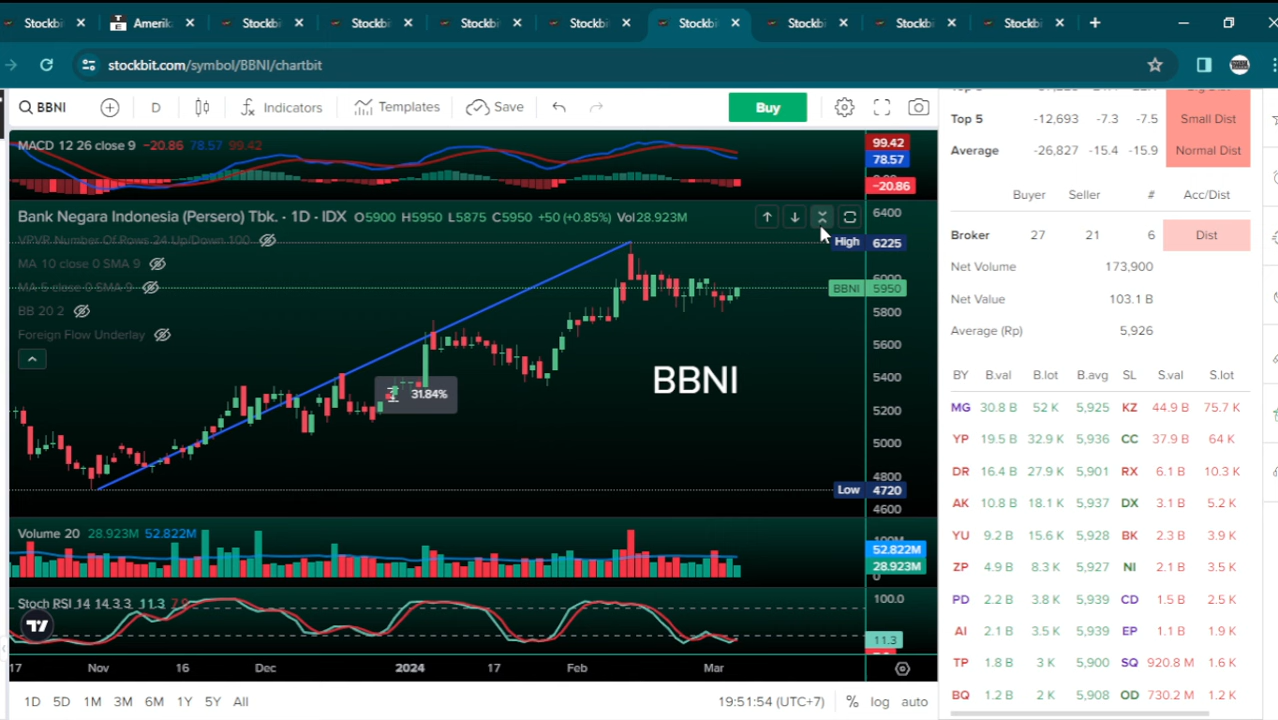 Stockbi Amerik Stockbi Stockbi Stockbi Stockbi Stockbi Stockbi Stockbi Stockbi
stockbit.com/symbol/BBNI/chartbit
BBNI D Indicators Templates Save Buy
MACD 12 26 close 9 −20.86 78.57 99.42
99.42
78.57
−20.86
Bank Negara Indonesia (Persero) Tbk. · 1D · IDX O5900 H5950 L5875 C5950 +50 (+0.85%) Vol28.923M
VPVR Number Of Rows 24 Up/Down 100
MA 10 close 0 SMA 9
MA 5 close 0 SMA 9
BB 20 2
Foreign Flow Underlay
6400
High 6225
6000
BBNI 5950
5800
5600
5400
5200
5000
4800
Low 4720
4600
31.84%
BBNI
Volume 20 28.923M 52.822M
52.822M
28.923M
0
Stoch RSI 14 14 3 3 11.3
100.0
11.3
17 Nov 16 Dec 2024 17 Feb Mar
1D 5D 1M 3M 6M 1Y 5Y All 19:51:54 (UTC+7) % log auto
Top 5 -12,693 -7.3 -7.5 Small Dist
Average -26,827 -15.4 -15.9 Normal Dist
Buyer Seller # Acc/Dist
Broker 27 21 6 Dist
Net Volume 173,900
Net Value 103.1 B
Average (Rp) 5,926
BY B.val B.lot B.avg SL S.val S.lot
MG 30.8 B 52 K 5,925 KZ 44.9 B 75.7 K
YP 19.5 B 32.9 K 5,936 CC 37.9 B 64 K
DR 16.4 B 27.9 K 5,901 RX 6.1 B 10.3 K
AK 10.8 B 18.1 K 5,937 DX 3.1 B 5.2 K
YU 9.2 B 15.6 K 5,928 BK 2.3 B 3.9 K
ZP 4.9 B 8.3 K 5,927 NI 2.1 B 3.5 K
PD 2.2 B 3.8 K 5,939 CD 1.5 B 2.5 K
AI 2.1 B 3.5 K 5,939 EP 1.1 B 1.9 K
TP 1.8 B 3 K 5,900 SQ 920.8 M 1.6 K
BQ 1.2 B 2 K 5,908 OD 730.2 M 1.2 K